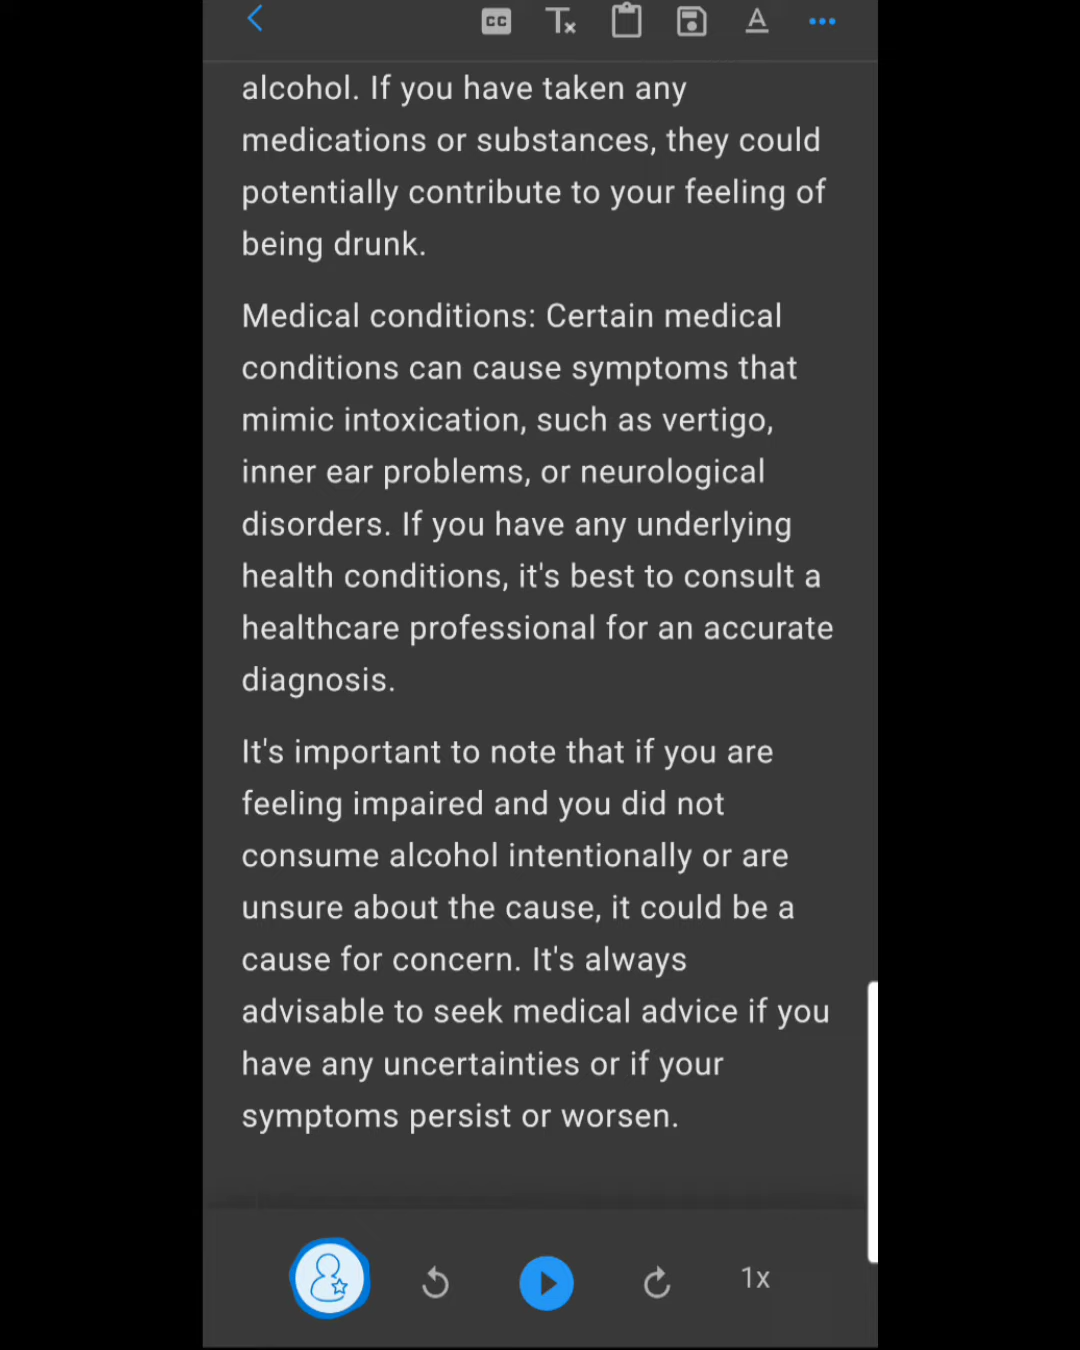 CC
Tx
A
alcohol. If you have taken any
medications or substances, they could
potentially contribute to your feeling of
being drunk.
Medical conditions: Certain medical
conditions can cause symptoms that
mimic intoxication, such as vertigo,
inner ear problems, or neurological
disorders. If you have any underlying
health conditions, it's best to consult a
healthcare professional for an accurate
diagnosis.
It's important to note that if you are
feeling impaired and you did not
consume alcohol intentionally or are
unsure about the cause, it could be a
cause for concern. It's always
advisable to seek medical advice if you
have any uncertainties or if your
symptoms persist or worsen.
1x